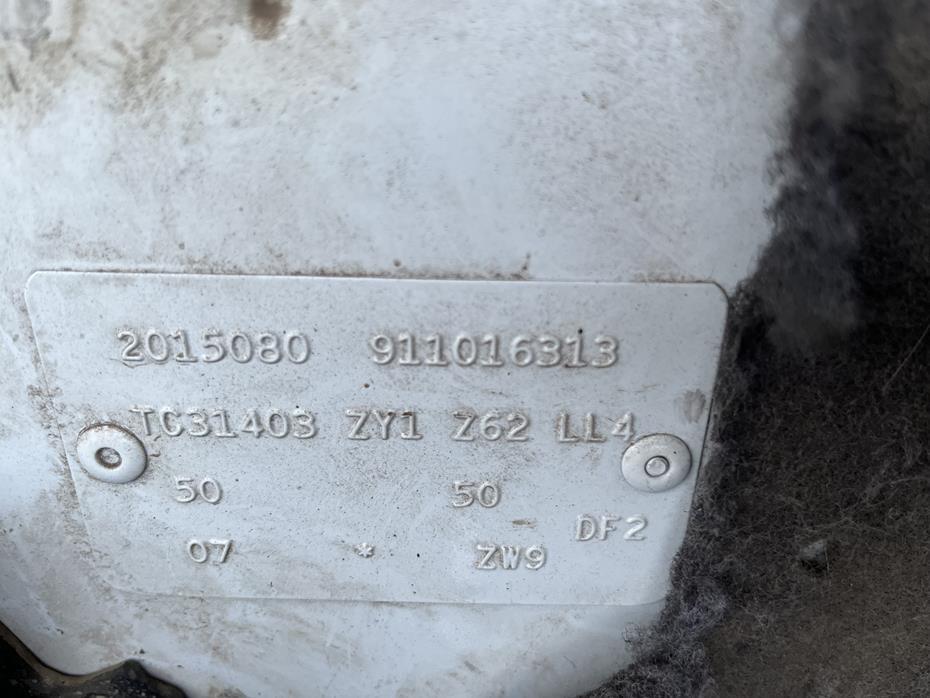 2015080 911016313
TC31403 ZY1 Z62 LL4
50 50
DF2
07 * ZW9